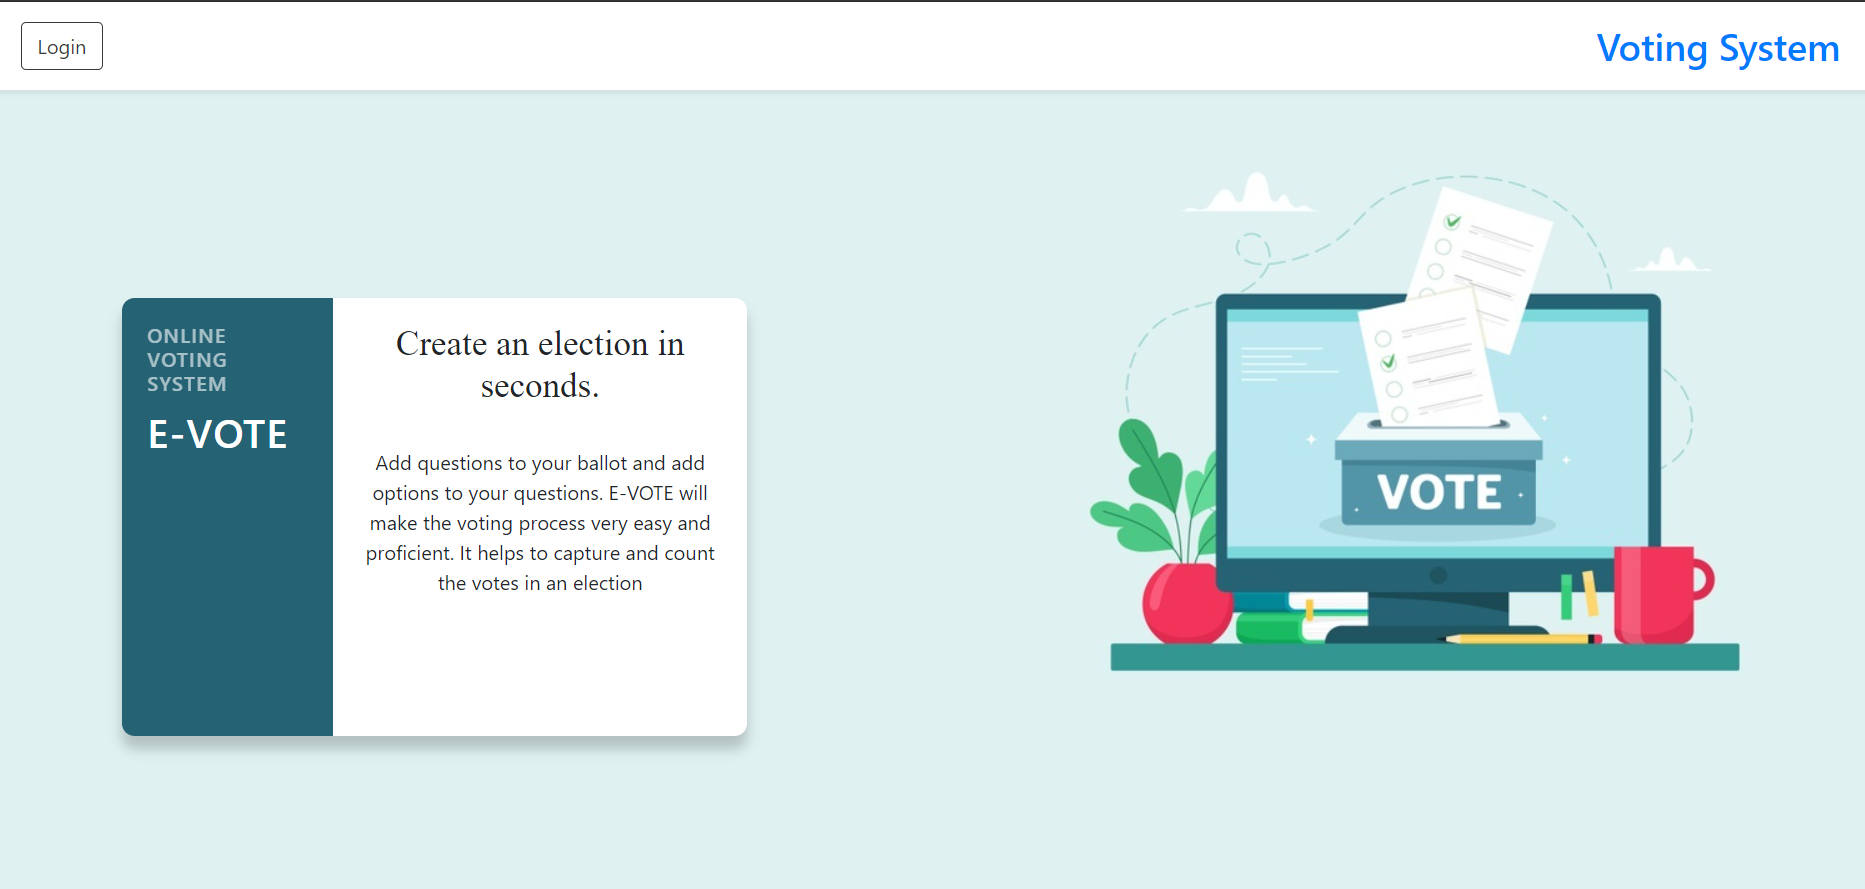 Login
Voting System
ONLINE
VOTING
SYSTEM
E-VOTE
Create an election in
seconds.
Add questions to your ballot and add
options to your questions. E-VOTE will
make the voting process very easy and
proficient. It helps to capture and count
the votes in an election
VOTE